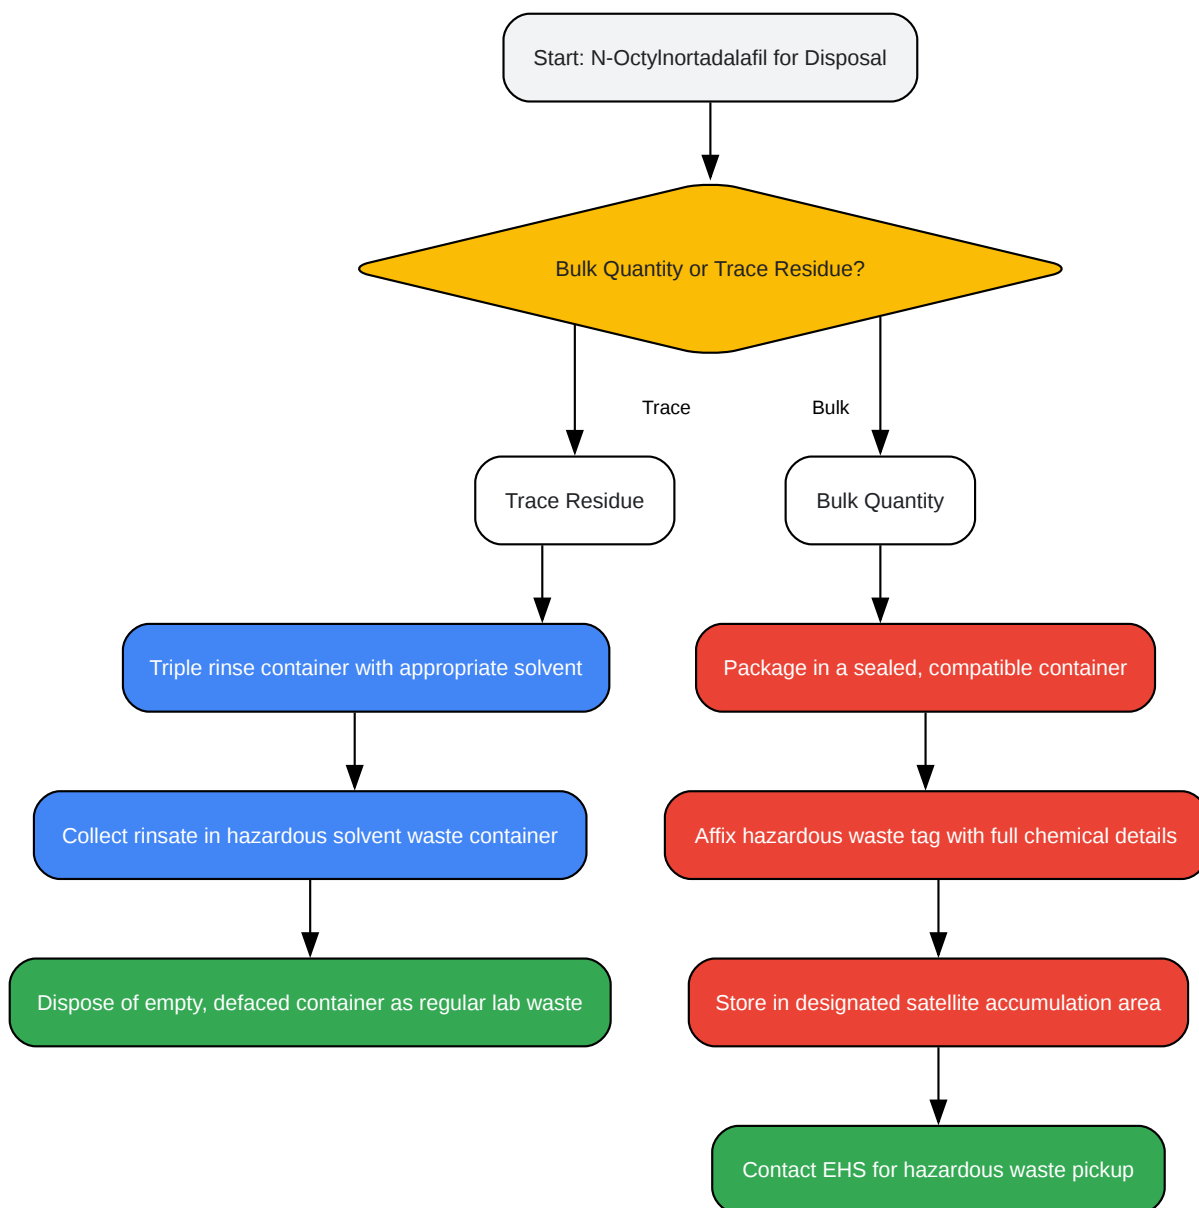 Start: N-Octylnortadalafil for Disposal
Bulk Quantity or Trace Residue?
Trace
Bulk
Trace Residue
Bulk Quantity
Triple rinse container with appropriate solvent
Package in a sealed, compatible container
Collect rinsate in hazardous solvent waste container
Affix hazardous waste tag with full chemical details
Dispose of empty, defaced container as regular lab waste
Store in designated satellite accumulation area
Contact EHS for hazardous waste pickup